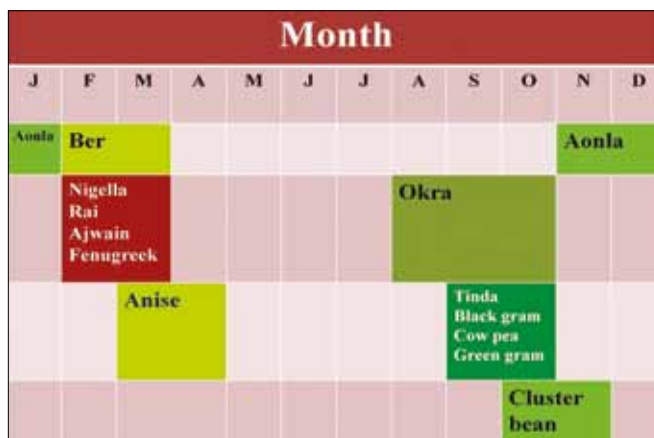 Month
J F M A M J J A S O N D
Aonla Ber Aonla
Nigella
Rai
Ajwain
Fenugreek
Okra
Anise
Tinda
Black gram
Cow pea
Green gram
Cluster
bean